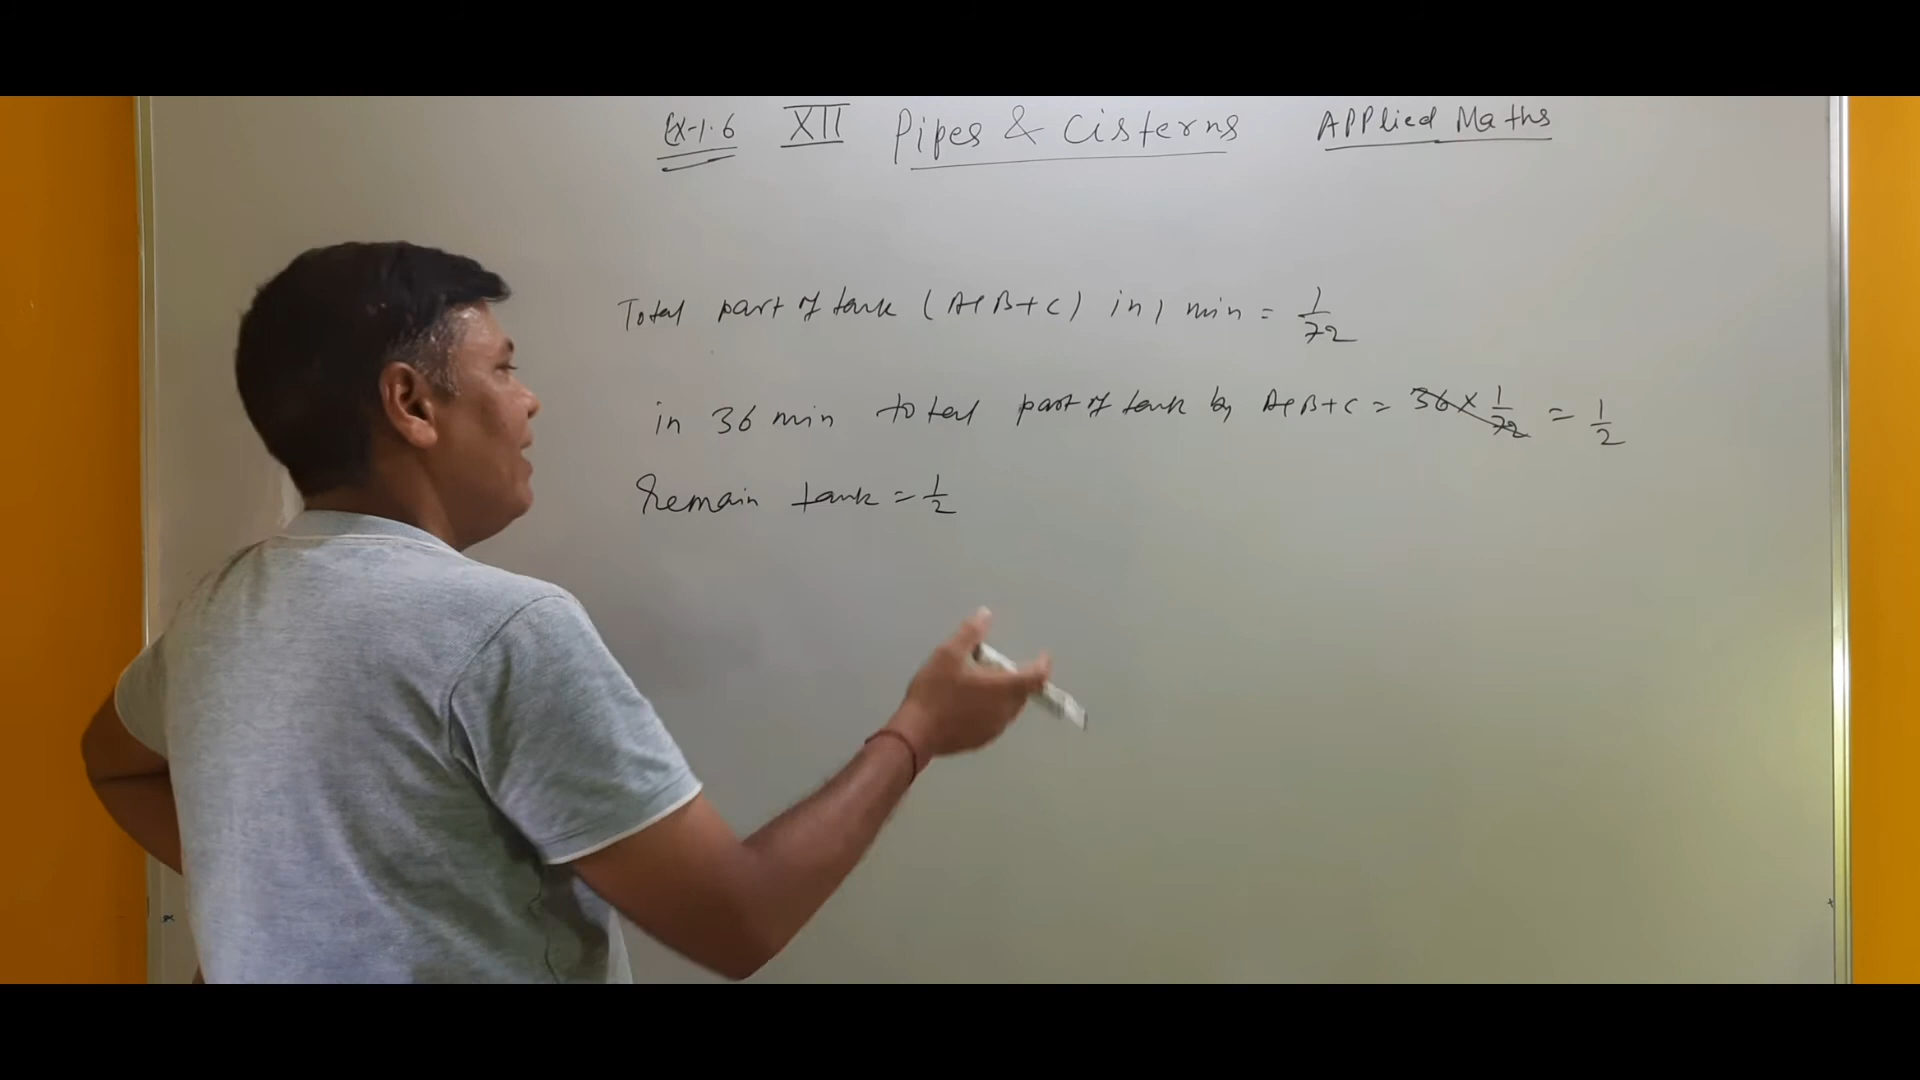 Ex-1.6 XII Pipes & Cisterns APPlied Maths
Total part of tank (A+B+C) in 1 min = 1/72
in 36 min total part of tank by A+B+C = 36 × 1/72 = 1/2
Remain tank = 1/2